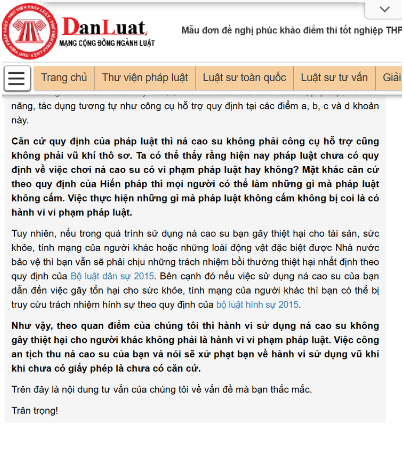 DanLuat
MẠNG CỘNG ĐỒNG NGÀNH LUẬT
Mẫu đơn đề nghị phúc khảo điểm thi tốt nghiệp THP
Trang chủ Thư viện pháp luật Luật sư toàn quốc Luật sư tư vấn Giải
năng, tác dụng tương tự như công cụ hỗ trợ quy định tại các điểm a, b, c và d khoản
này.
Căn cứ quy định của pháp luật thì ná cao su không phải công cụ hỗ trợ cũng
không phải vũ khí thô sơ. Ta có thể thấy rằng hiện nay pháp luật chưa có quy
định về việc chơi ná cao su có vi phạm pháp luật hay không? Mặt khác căn cứ
theo quy định của Hiến pháp thì mọi người có thể làm những gì mà pháp luật
không cấm. Việc thực hiện những gì mà pháp luật không cấm không bị coi là có
hành vi vi phạm pháp luật.
Tuy nhiên, nếu trong quá trình sử dụng ná cao su bạn gây thiệt hại cho tài sản, sức
khỏe, tính mạng của người khác hoặc những loài động vật đặc biệt được Nhà nước
bảo vệ thì bạn vẫn sẽ phải chịu những trách nhiệm bồi thường thiệt hại nhất định theo
quy định của Bộ luật dân sự 2015. Bên cạnh đó nếu việc sử dụng ná cao su của bạn
dẫn đến việc gây tổn hại cho sức khỏe, tính mạng của người khác thì bạn có thể bị
truy cứu trách nhiệm hình sự theo quy định của bộ luật hình sự 2015.
Như vậy, theo quan điểm của chúng tôi thì hành vi sử dụng ná cao su không
gây thiệt hại cho người khác không phải là hành vi vi phạm pháp luật. Việc công
an tịch thu ná cao su của bạn và nói sẽ xử phạt bạn về hành vi sử dụng vũ khí
khi chưa có giấy phép là chưa có căn cứ.
Trên đây là nội dung tư vấn của chúng tôi về vấn đề mà bạn thắc mắc.
Trân trọng!